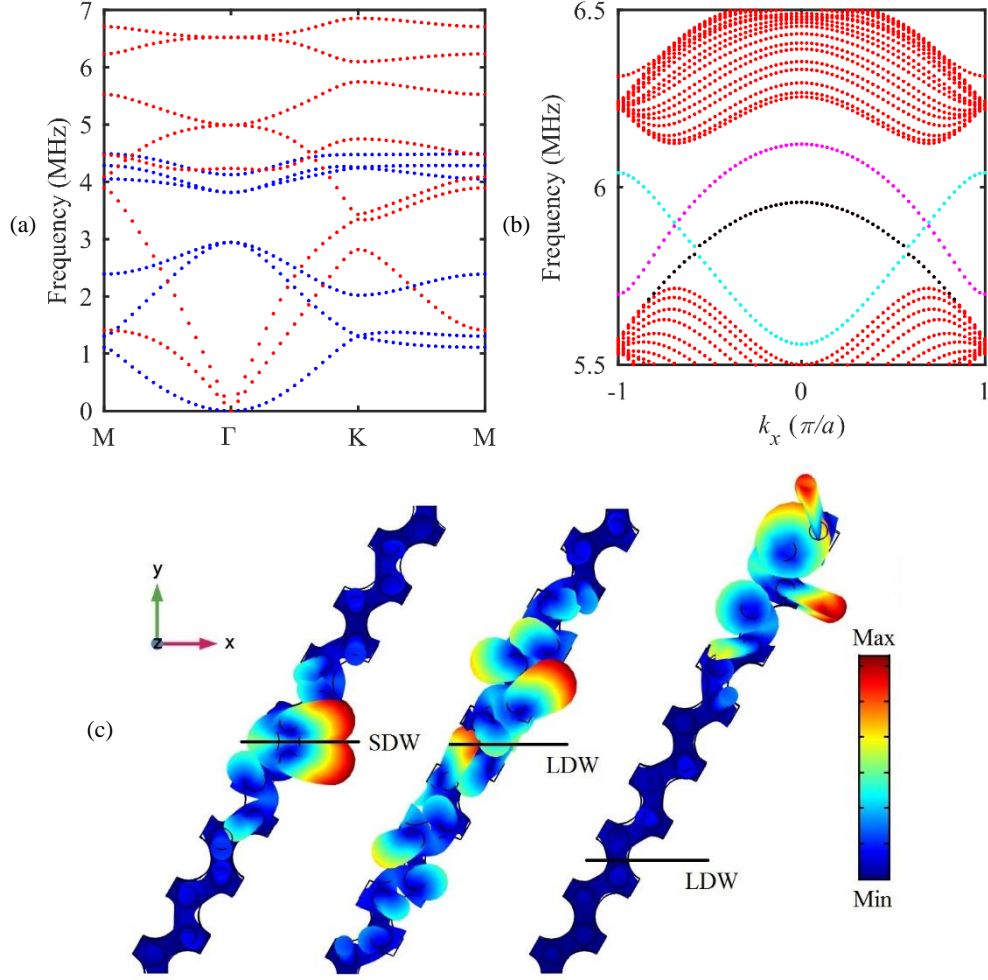 (a)
Frequency (MHz)
7
6
5
4
3
2
1
0
M Γ K M
(b)
Frequency (MHz)
6.5
6
5.5
-1 0 1
k_x (π/a)
(c)
y
z x
SDW
LDW
LDW
Max
Min